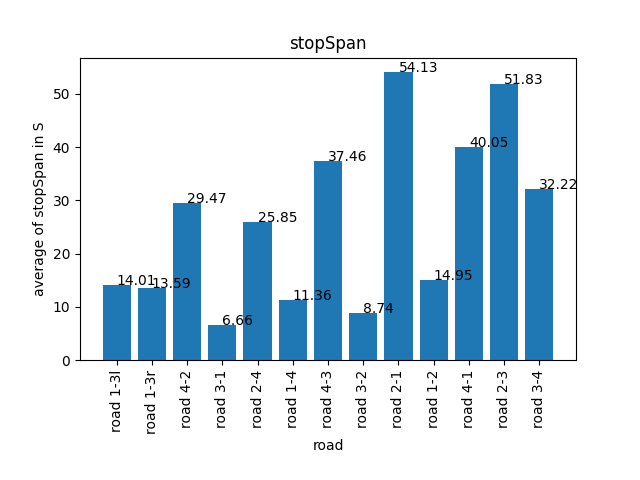 stopSpan
average of stopSpan in S
50
40
30
20
10
0
14.01
13.59
29.47
6.66
25.85
11.36
37.46
8.74
54.13
14.95
40.05
51.83
32.22
road 1-3l
road 1-3r
road 4-2
road 3-1
road 2-4
road 1-4
road 4-3
road 3-2
road 2-1
road 1-2
road 4-1
road 2-3
road 3-4
road